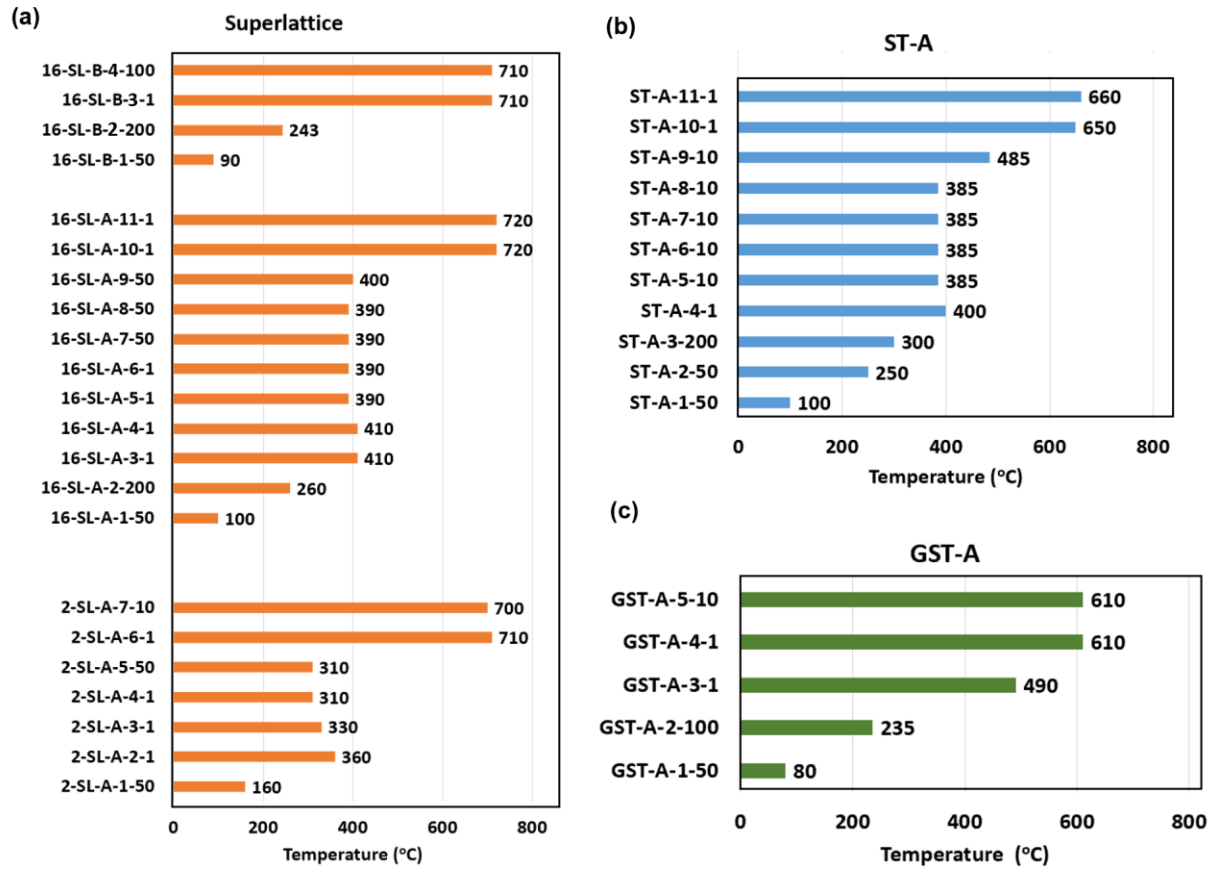 (a)
Superlattice
16-SL-B-4-100 710
16-SL-B-3-1 710
16-SL-B-2-200 243
16-SL-B-1-50 90
16-SL-A-11-1 720
16-SL-A-10-1 720
16-SL-A-9-50 400
16-SL-A-8-50 390
16-SL-A-7-50 390
16-SL-A-6-1 390
16-SL-A-5-1 390
16-SL-A-4-1 410
16-SL-A-3-1 410
16-SL-A-2-200 260
16-SL-A-1-50 100
2-SL-A-7-10 700
2-SL-A-6-1 710
2-SL-A-5-50 310
2-SL-A-4-1 310
2-SL-A-3-1 330
2-SL-A-2-1 360
2-SL-A-1-50 160
0 200 400 600 800
Temperature (°C)
(b)
ST-A
ST-A-11-1 660
ST-A-10-1 650
ST-A-9-10 485
ST-A-8-10 385
ST-A-7-10 385
ST-A-6-10 385
ST-A-5-10 385
ST-A-4-1 400
ST-A-3-200 300
ST-A-2-50 250
ST-A-1-50 100
0 200 400 600 800
Temperature (°C)
(c)
GST-A
GST-A-5-10 610
GST-A-4-1 610
GST-A-3-1 490
GST-A-2-100 235
GST-A-1-50 80
0 200 400 600 800
Temperature (°C)